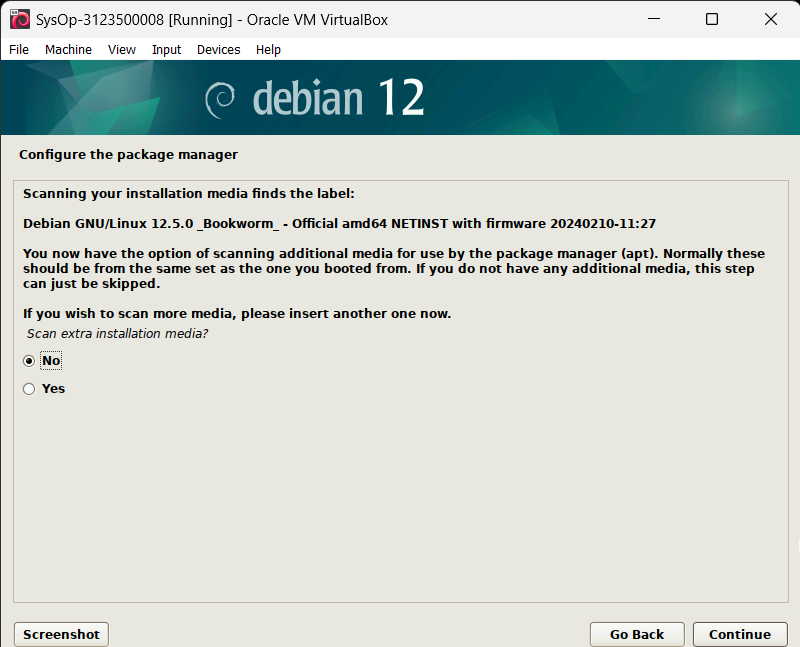 SysOp-3123500008 [Running] - Oracle VM VirtualBox
File Machine View Input Devices Help
debian 12
Configure the package manager
Scanning your installation media finds the label:
Debian GNU/Linux 12.5.0 _Bookworm_ - Official amd64 NETINST with firmware 20240210-11:27
You now have the option of scanning additional media for use by the package manager (apt). Normally these
should be from the same set as the one you booted from. If you do not have any additional media, this step
can just be skipped.
If you wish to scan more media, please insert another one now.
Scan extra installation media?
No
Yes
Screenshot Go Back Continue